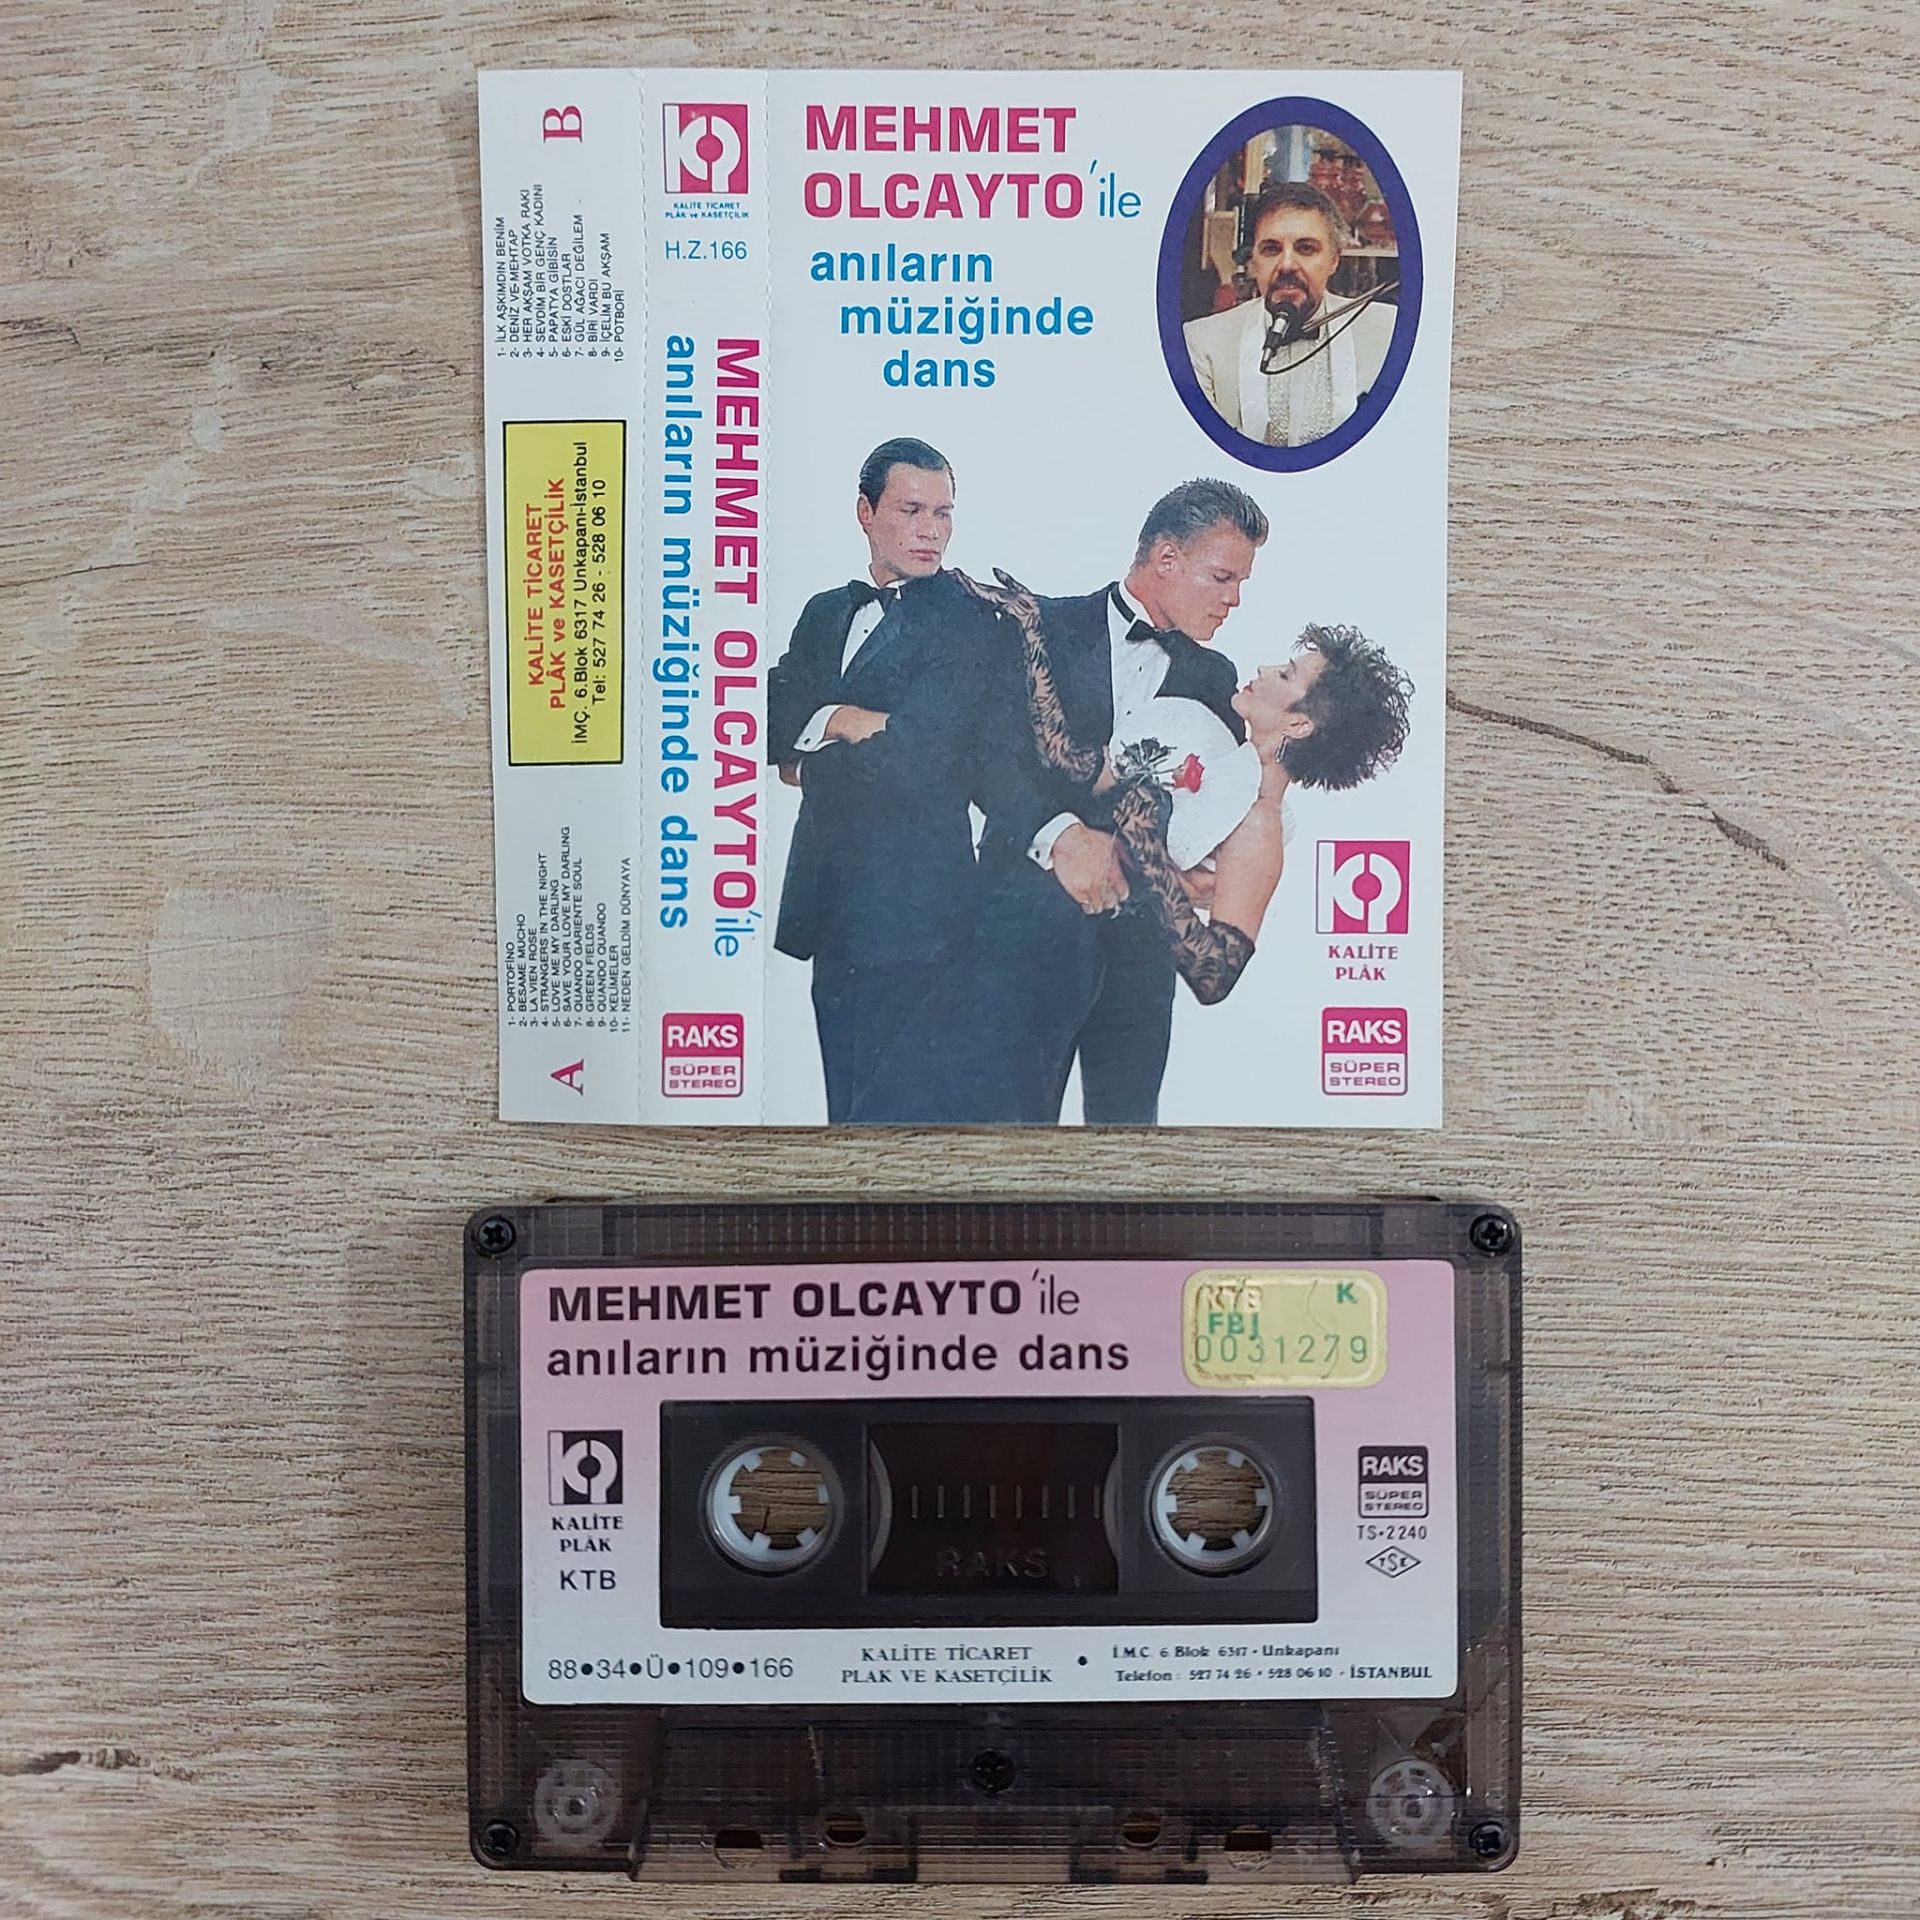 B
1- İLK AŞKIMDIN BENİM
2- DENİZ VE MEHTAP
3- HER AKŞAM VOTKA RAKI
4- SEVDİM BİR GENÇ KADINI
5- PAPATYA GİBİSİN
6- ESKİ DOSTLAR
7- GÜL AĞACI DEĞİLEM
8- BİRİ VARDI
9- İÇELİM BU AKŞAM
10- POTBORİ
KALİTE TİCARET
PLÂK ve KASETÇİLİK
İMÇ. 6.Blok 6317 Unkapanı-İstanbul
Tel: 527 74 26 - 528 06 10
A
1- PORTOFİNO
2- BESAME MUCHO
3- LA VIEN ROSE
4- STRANGERS IN THE NIGHT
5- LOVE ME MY DARLING
6- SAVE YOUR LOVE MY DARLING
7- QUANDO GARIENTE SOUL
8- GREEN FIELDS
9- QUANDO QUANDO
10- KELİMELER
11- NEDEN GELDİM DÜNYAYA
KALİTE TİCARET
PLÂK ve KASETÇİLİK
H.Z.166
MEHMET OLCAYTO'ile
anıların müziğinde dans
RAKS
SÜPER
STEREO
MEHMET
OLCAYTO'ile
anıların
müziğinde
dans
KALİTE
PLÂK
RAKS
SÜPER
STEREO
MEHMET OLCAYTO'ile
anıların müziğinde dans
KTB K
FBJ
0031279
KALİTE
PLÂK
KTB
RAKS
RAKS
SÜPER
STEREO
TS-2240
TSE
88•34•Ü•109•166
KALİTE TİCARET
PLAK VE KASETÇİLİK
•
İ.M.Ç. 6 Blok 6317 - Unkapanı
Telefon : 527 74 26 - 528 06 10 - İSTANBUL